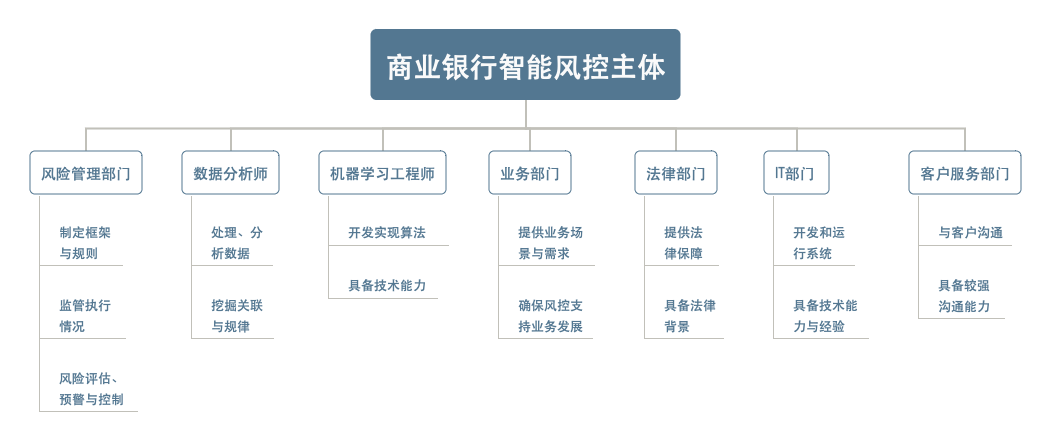 商业银行智能风控主体
风险管理部门
制定框架
与规则
监管执行
情况
风险评估、
预警与控制
数据分析师
处理、分
析数据
挖掘关联
与规律
机器学习工程师
开发实现算法
具备技术能力
业务部门
提供业务场
景与需求
确保风控支
持业务发展
法律部门
提供法
律保障
具备法律
背景
IT部门
开发和运
行系统
具备技术能
力与经验
客户服务部门
与客户沟通
具备较强
沟通能力